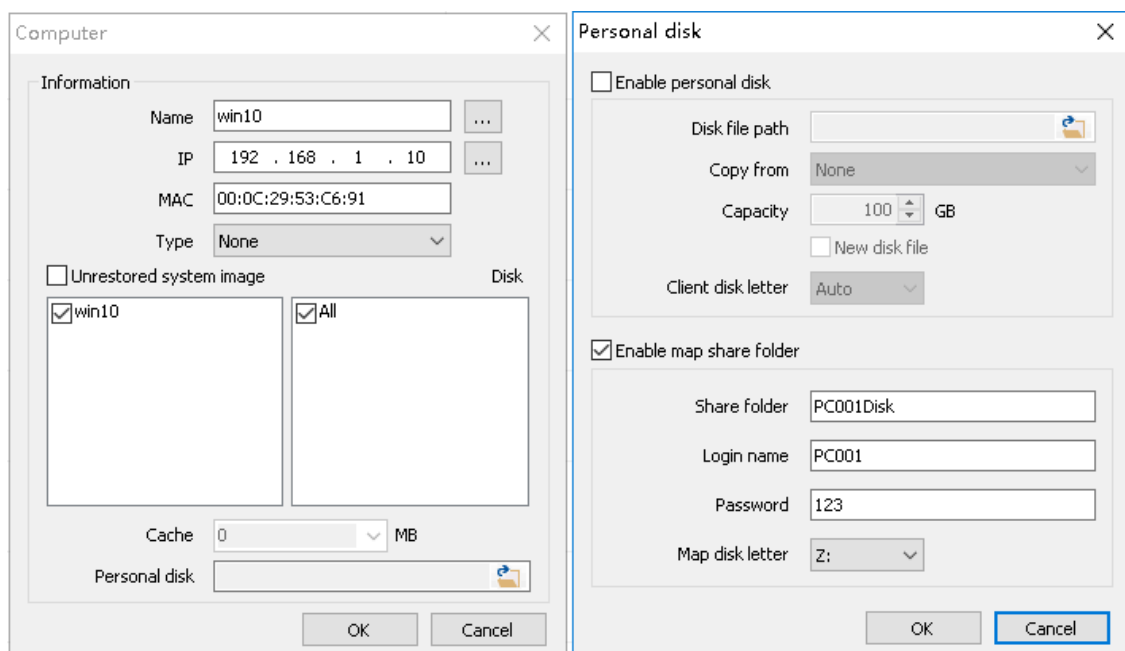 Computer
Information
Name win10 ...
IP 192 . 168 . 1 . 10 ...
MAC 00:0C:29:53:C6:91
Type None
Unrestored system image Disk
win10 All
Cache 0 MB
Personal disk
OK Cancel
Personal disk
Enable personal disk
Disk file path
Copy from None
Capacity 100 GB
New disk file
Client disk letter Auto
Enable map share folder
Share folder PC001Disk
Login name PC001
Password 123
Map disk letter Z:
OK Cancel